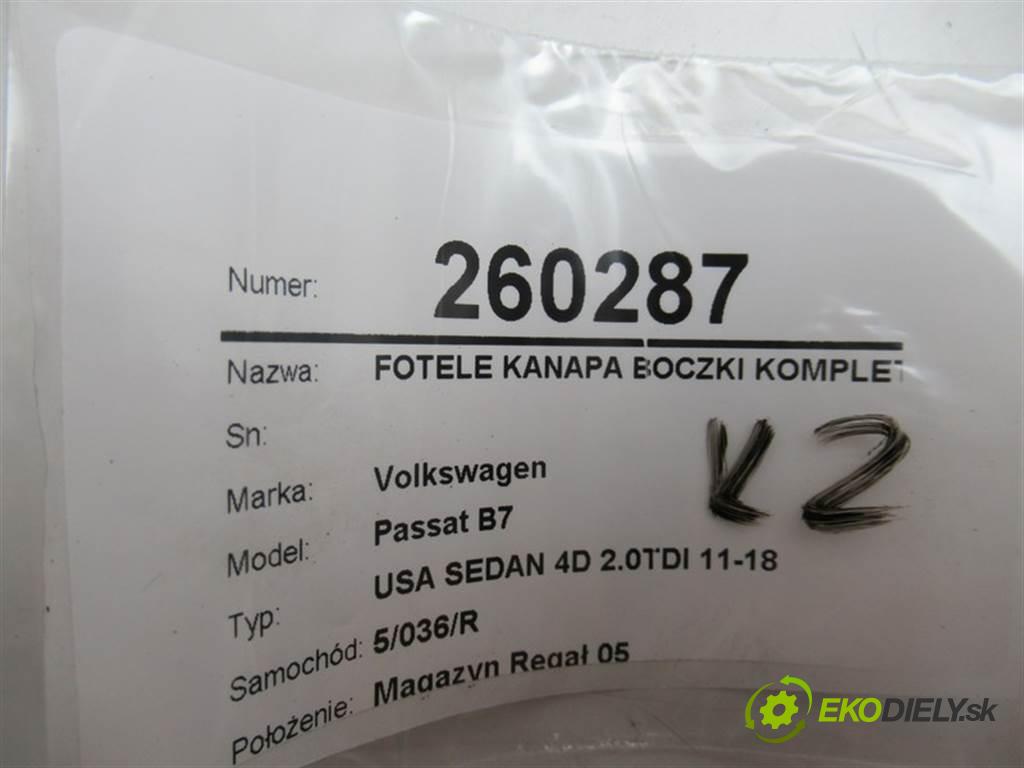 Numer: 260287
Nazwa: FOTELE KANAPA BOCZKI KOMPLET
Sn:
K2
Marka: Volkswagen
Model: Passat B7
Typ: USA SEDAN 4D 2.0TDI 11-18
Samochód: 5/036/R
Położenie: Magazyn Regał 05
EKODIELY.sk